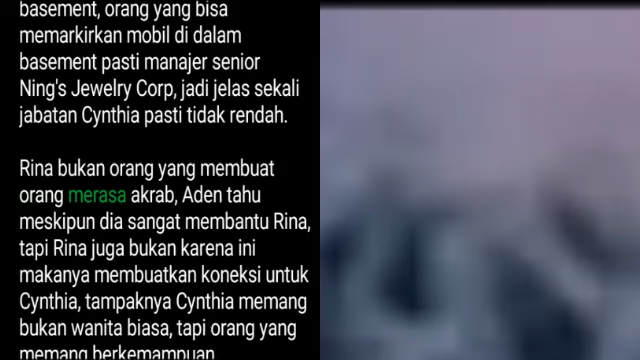 basement, orang yang bisa
memarkirkan mobil di dalam
basement pasti manajer senior
Ning's Jewelry Corp, jadi jelas sekali
jabatan Cynthia pasti tidak rendah.
Rina bukan orang yang membuat
orang merasa akrab, Aden tahu
meskipun dia sangat membantu Rina,
tapi Rina juga bukan karena ini
makanya membuatkan koneksi untuk
Cynthia, tampaknya Cynthia memang
bukan wanita biasa, tapi orang yang
memang berkemampuan